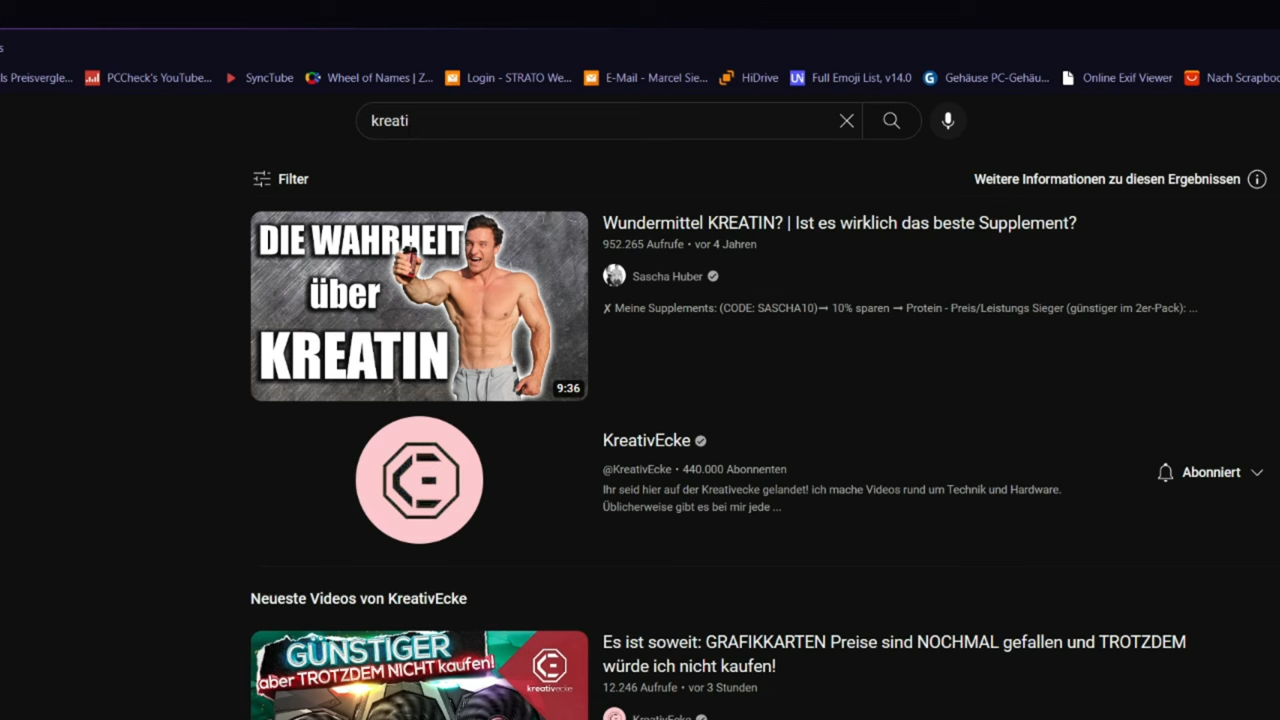 s
ls Preisvergle... PCCheck's YouTube... SyncTube Wheel of Names | Z... Login - STRATO We... E-Mail - Marcel Sie... HiDrive UN Full Emoji List, v14.0 G Gehäuse PC-Gehäu... Online Exif Viewer Nach Scrapboo
kreati
Filter
Weitere Informationen zu diesen Ergebnissen
DIE WAHRHEIT
über
KREATIN
9:36
Wundermittel KREATIN? | Ist es wirklich das beste Supplement?
952.265 Aufrufe • vor 4 Jahren
Sascha Huber
✗ Meine Supplements: (CODE: SASCHA10)➞ 10% sparen ➞ Protein - Preis/Leistungs Sieger (günstiger im 2er-Pack): ...
KreativEcke
@KreativEcke • 440.000 Abonnenten
Ihr seid hier auf der Kreativecke gelandet! ich mache Videos rund um Technik und Hardware.
Üblicherweise gibt es bei mir jede ...
Abonniert
Neueste Videos von KreativEcke
GÜNSTIGER
aber TROTZDEM NICHT kaufen!
kreativecke
Es ist soweit: GRAFIKKARTEN Preise sind NOCHMAL gefallen und TROTZDEM
würde ich nicht kaufen!
12.246 Aufrufe • vor 3 Stunden
KreativEcke